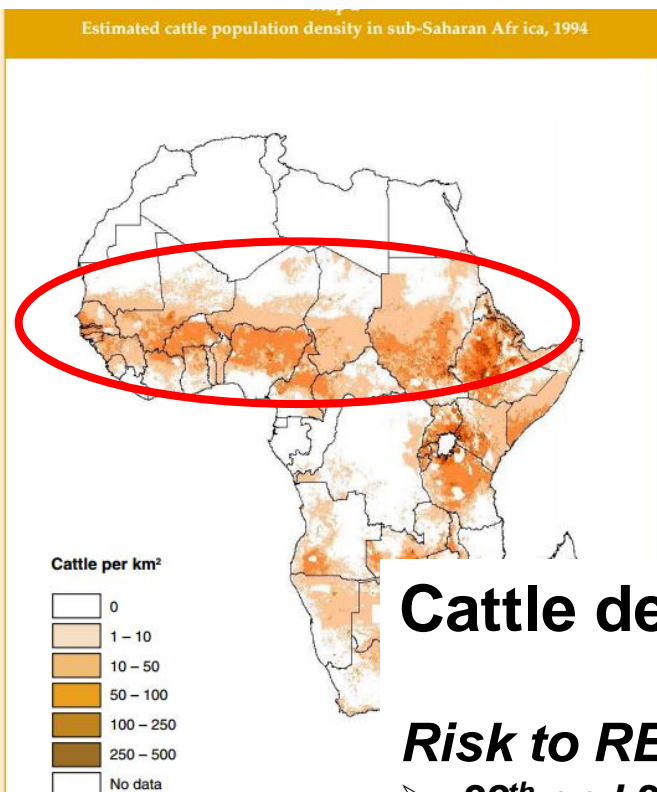 Estimated cattle population density in sub-Saharan Afr ica, 1994
Cattle per km²
0
1 – 10
10 – 50
50 – 100
100 – 250
250 – 500
No data
Cattle de
Risk to RE